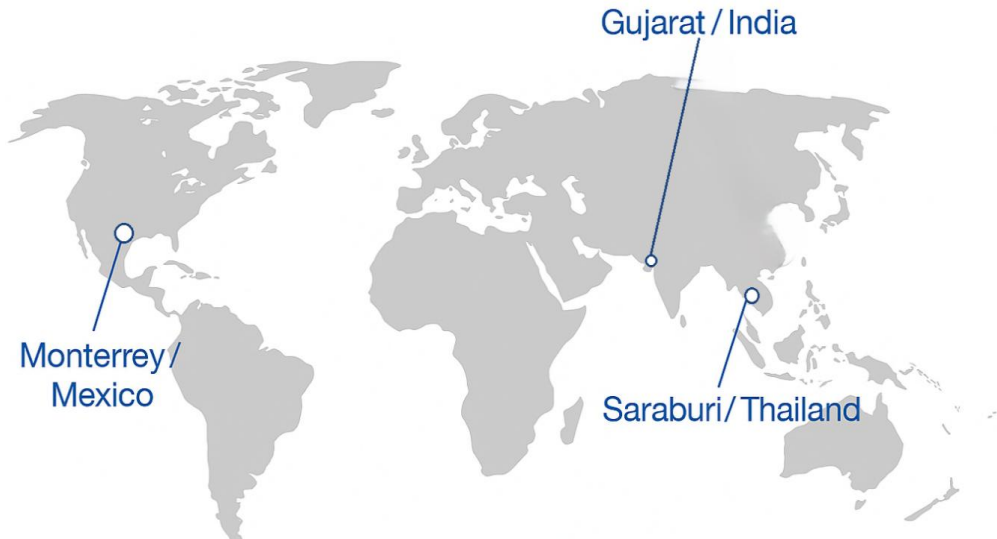 Gujarat / India
Monterrey /
Mexico
Saraburi / Thailand